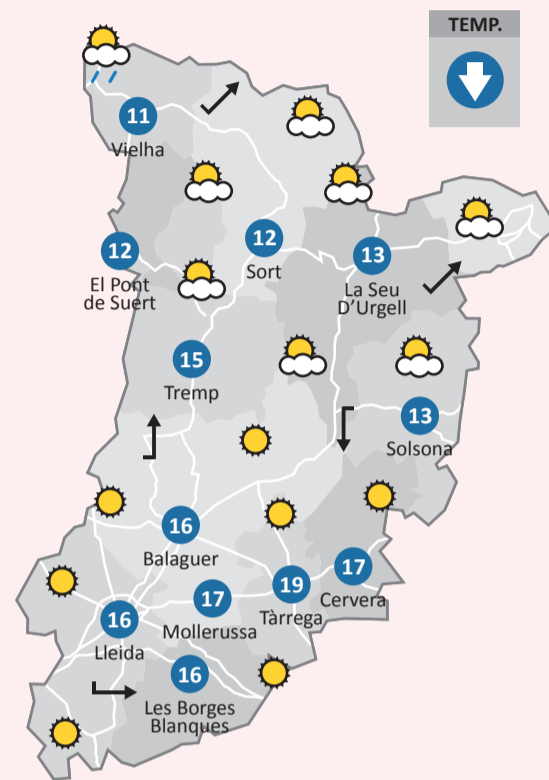 TEMP.
11
Vielha
12
El Pont
de Suert
12
Sort
13
La Seu
D'Urgell
15
Tremp
13
Solsona
16
Balaguer
17
Mollerussa
19
Tàrrega
17
Cervera
16
Lleida
16
Les Borges
Blanques